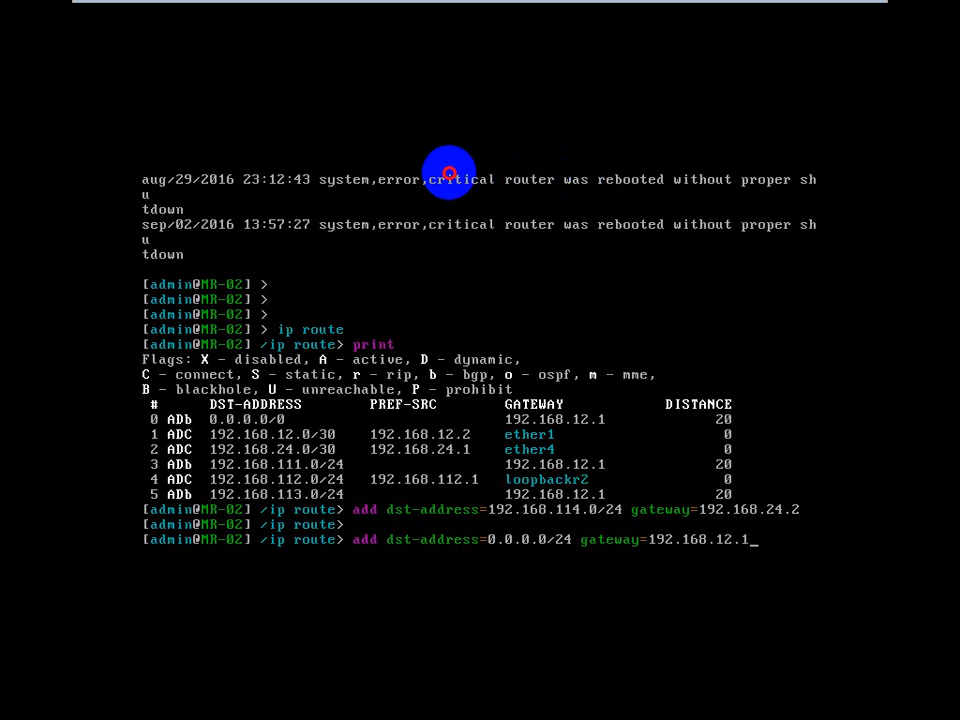 aug/29/2016 23:12:43 system,error,critical router was rebooted without proper sh
u
tdown
sep/02/2016 13:57:27 system,error,critical router was rebooted without proper sh
u
tdown
[admin@MR-02] >
[admin@MR-02] >
[admin@MR-02] >
[admin@MR-02] > ip route
[admin@MR-02] /ip route> print
Flags: X - disabled, A - active, D - dynamic,
C - connect, S - static, r - rip, b - bgp, o - ospf, m - mme,
B - blackhole, U - unreachable, P - prohibit
# DST-ADDRESS PREF-SRC GATEWAY DISTANCE
0 ADb 0.0.0.0/0 192.168.12.1 20
1 ADC 192.168.12.0/30 192.168.12.2 ether1 0
2 ADC 192.168.24.0/30 192.168.24.1 ether4 0
3 ADb 192.168.111.0/24 192.168.12.1 20
4 ADC 192.168.112.0/24 192.168.112.1 loopbackr2 0
5 ADb 192.168.113.0/24 192.168.12.1 20
[admin@MR-02] /ip route> add dst-address=192.168.114.0/24 gateway=192.168.24.2
[admin@MR-02] /ip route>
[admin@MR-02] /ip route> add dst-address=0.0.0.0/24 gateway=192.168.12.1_